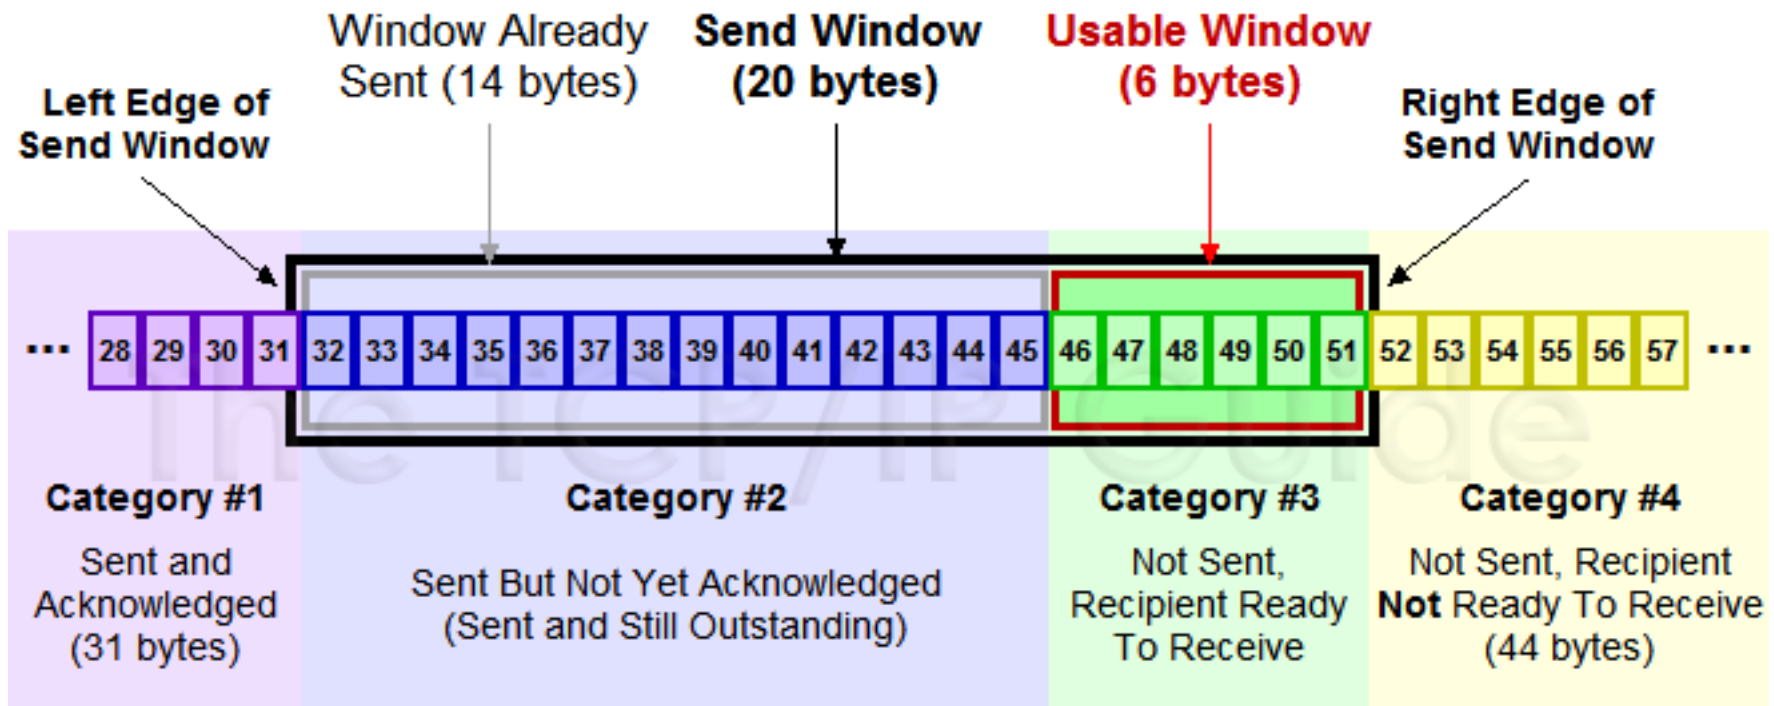 Window Already
Sent (14 bytes)
Send Window
(20 bytes)
Usable Window
(6 bytes)
Left Edge of
Send Window
Right Edge of
Send Window
... 28 29 30 31 32 33 34 35 36 37 38 39 40 41 42 43 44 45 46 47 48 49 50 51 52 53 54 55 56 57 ...
The TCP/IP Guide
Category #1
Sent and
Acknowledged
(31 bytes)
Category #2
Sent But Not Yet Acknowledged
(Sent and Still Outstanding)
Category #3
Not Sent,
Recipient Ready
To Receive
Category #4
Not Sent, Recipient
Not Ready To Receive
(44 bytes)